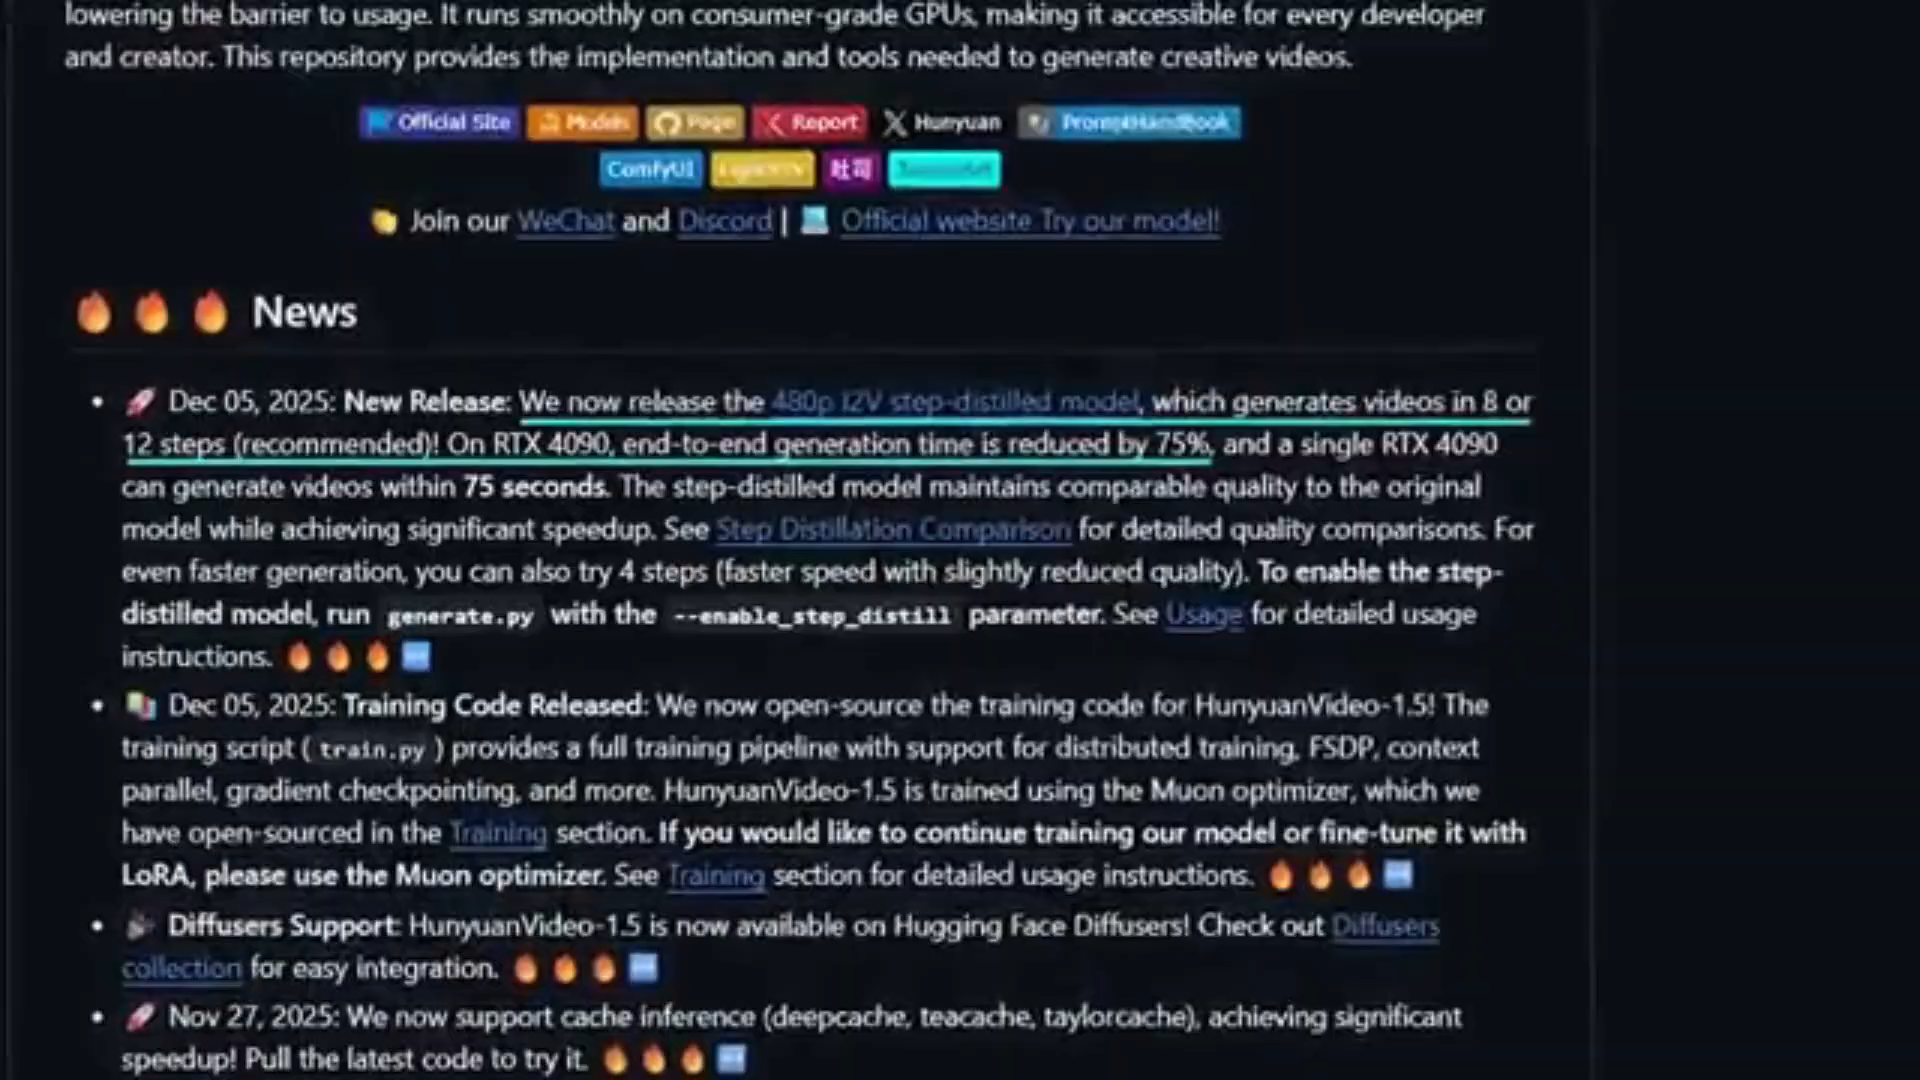 lowering the barrier to usage. It runs smoothly on consumer-grade GPUs, making it accessible for every developer
and creator. This repository provides the implementation and tools needed to generate creative videos.
Official Site Models Page Report Hunyuan PromptHandBook
ComfyUI 吐司
Join our WeChat and Discord | Official website Try our model!
News
Dec 05, 2025: New Release: We now release the 480p I2V step-distilled model, which generates videos in 8 or
12 steps (recommended)! On RTX 4090, end-to-end generation time is reduced by 75%, and a single RTX 4090
can generate videos within 75 seconds. The step-distilled model maintains comparable quality to the original
model while achieving significant speedup. See Step Distillation Comparison for detailed quality comparisons. For
even faster generation, you can also try 4 steps (faster speed with slightly reduced quality). To enable the step-
distilled model, run generate.py with the --enable_step_distill parameter. See Usage for detailed usage
instructions.
Dec 05, 2025: Training Code Released: We now open-source the training code for HunyuanVideo-1.5! The
training script ( train.py ) provides a full training pipeline with support for distributed training, FSDP, context
parallel, gradient checkpointing, and more. HunyuanVideo-1.5 is trained using the Muon optimizer, which we
have open-sourced in the Training section. If you would like to continue training our model or fine-tune it with
LoRA, please use the Muon optimizer. See Training section for detailed usage instructions.
Diffusers Support: HunyuanVideo-1.5 is now available on Hugging Face Diffusers! Check out Diffusers
collection for easy integration.
Nov 27, 2025: We now support cache inference (deepcache, teacache, taylorcache), achieving significant
speedup! Pull the latest code to try it.